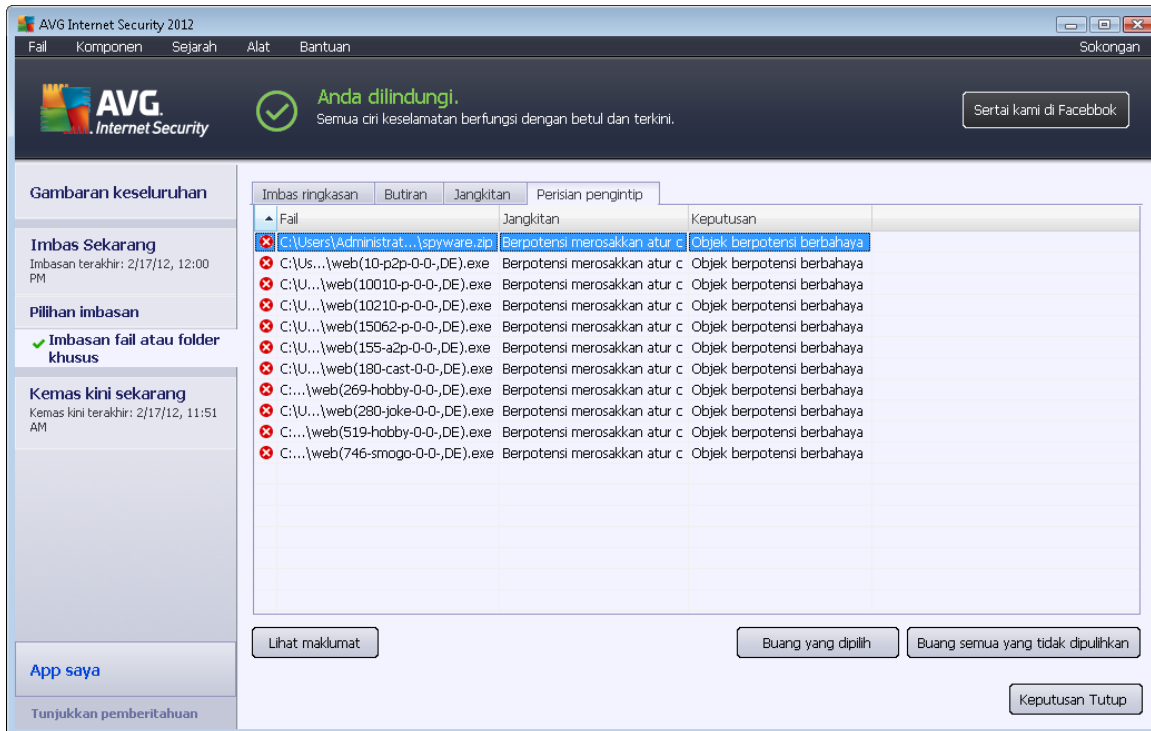 AVG Internet Security 2012
Fail Komponen Sejarah Alat Bantuan Sokongan
AVG.
Internet Security
Anda dilindungi.
Semua ciri keselamatan berfungsi dengan betul dan terkini.
Sertai kami di Facebbok
Gambaran keseluruhan
Imbas Sekarang
Imbasan terakhir: 2/17/12, 12:00
PM
Pilihan imbasan
Imbasan fail atau folder
khusus
Kemas kini sekarang
Kemas kini terakhir: 2/17/12, 11:51
AM
App saya
Tunjukkan pemberitahuan
Imbas ringkasan Butiran Jangkitan Perisian pengintip
Fail Jangkitan Keputusan
C:\Users\Administrat...\spyware.zip Berpotensi merosakkan atur c Objek berpotensi berbahaya
C:\Us...\web(10-p2p-0-0-,DE).exe Berpotensi merosakkan atur c Objek berpotensi berbahaya
C:\U...\web(10010-p-0-0-,DE).exe Berpotensi merosakkan atur c Objek berpotensi berbahaya
C:\U...\web(10210-p-0-0-,DE).exe Berpotensi merosakkan atur c Objek berpotensi berbahaya
C:\U...\web(15062-p-0-0-,DE).exe Berpotensi merosakkan atur c Objek berpotensi berbahaya
C:\U...\web(155-a2p-0-0-,DE).exe Berpotensi merosakkan atur c Objek berpotensi berbahaya
C:\U...\web(180-cast-0-0-,DE).exe Berpotensi merosakkan atur c Objek berpotensi berbahaya
C:...\web(269-hobby-0-0-,DE).exe Berpotensi merosakkan atur c Objek berpotensi berbahaya
C:\U...\web(280-joke-0-0-,DE).exe Berpotensi merosakkan atur c Objek berpotensi berbahaya
C:...\web(519-hobby-0-0-,DE).exe Berpotensi merosakkan atur c Objek berpotensi berbahaya
C:...\web(746-smogo-0-0-,DE).exe Berpotensi merosakkan atur c Objek berpotensi berbahaya
Lihat maklumat Buang yang dipilih Buang semua yang tidak dipulihkan
Keputusan Tutup